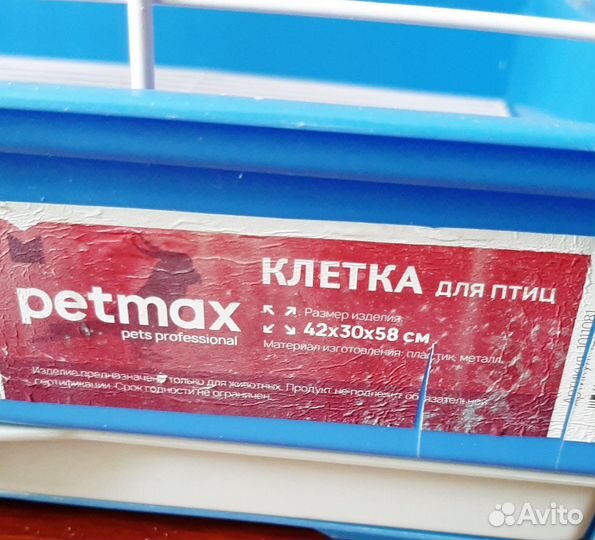 petmax
pets professional
КЛЕТКА для птиц
Размер изделия:
42x30x58 см
Материал изготовления: пластик, металл.
Изделие предназначено только для животных. Продукт не подлежит обязательной
сертификации. Срок годности не ограничен.
Avito